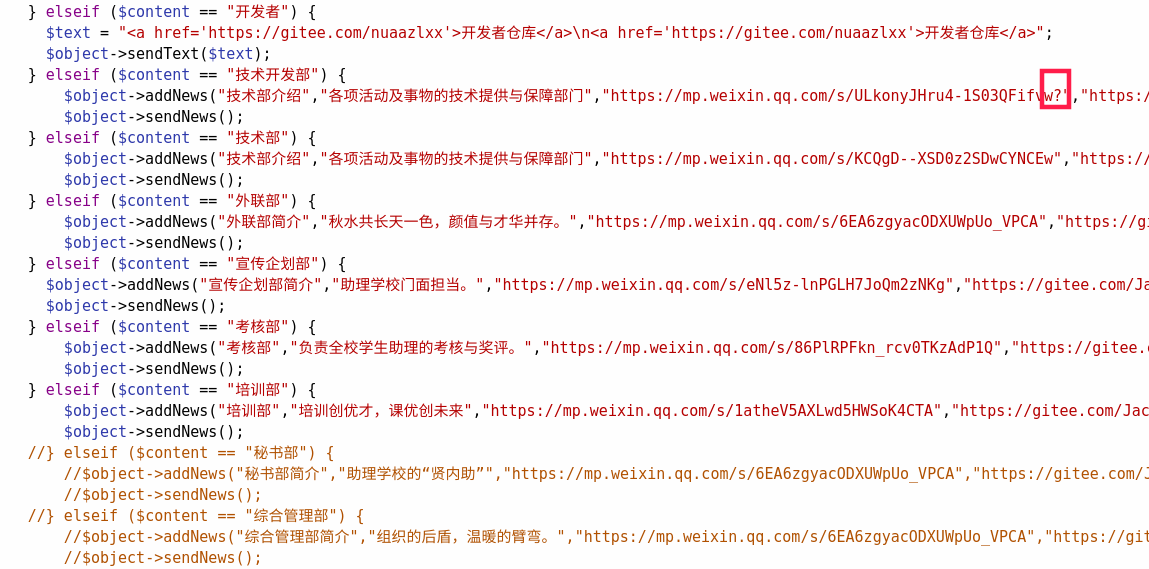 } elseif ($content == "开发者") {
$text = "<a href='https://gitee.com/nuaazlxx'>开发者仓库</a>\n<a href='https://gitee.com/nuaazlxx'>开发者仓库</a>";
$object->sendText($text);
} elseif ($content == "技术开发部") {
$object->addNews("技术部介绍","各项活动及事物的技术提供与保障部门","https://mp.weixin.qq.com/s/ULkonyJHru4-1S03QFifvw?","https:/
$object->sendNews();
} elseif ($content == "技术部") {
$object->addNews("技术部介绍","各项活动及事物的技术提供与保障部门","https://mp.weixin.qq.com/s/KCQgD--XSD0z2SDwCYNCEw","https://
$object->sendNews();
} elseif ($content == "外联部") {
$object->addNews("外联部简介","秋水共长天一色，颜值与才华并存。","https://mp.weixin.qq.com/s/6EA6zgyacODXUWpUo_VPCA","https://gi
$object->sendNews();
} elseif ($content == "宣传企划部") {
$object->addNews("宣传企划部简介","助理学校门面担当。","https://mp.weixin.qq.com/s/eNl5z-lnPGLH7JoQm2zNKg","https://gitee.com/Ja
$object->sendNews();
} elseif ($content == "考核部") {
$object->addNews("考核部","负责全校学生助理的考核与奖评。","https://mp.weixin.qq.com/s/86PlRPFkn_rcv0TKzAdP1Q","https://gitee.c
$object->sendNews();
} elseif ($content == "培训部") {
$object->addNews("培训部","培训创优才，课优创未来","https://mp.weixin.qq.com/s/1atheV5AXLwd5HWSoK4CTA","https://gitee.com/Jac
$object->sendNews();
//} elseif ($content == "秘书部") {
//$object->addNews("秘书部简介","助理学校的“贤内助”","https://mp.weixin.qq.com/s/6EA6zgyacODXUWpUo_VPCA","https://gitee.com/J
//$object->sendNews();
//} elseif ($content == "综合管理部") {
//$object->addNews("综合管理部简介","组织的后盾，温暖的臂弯。","https://mp.weixin.qq.com/s/6EA6zgyacODXUWpUo_VPCA","https://git
//$object->sendNews();